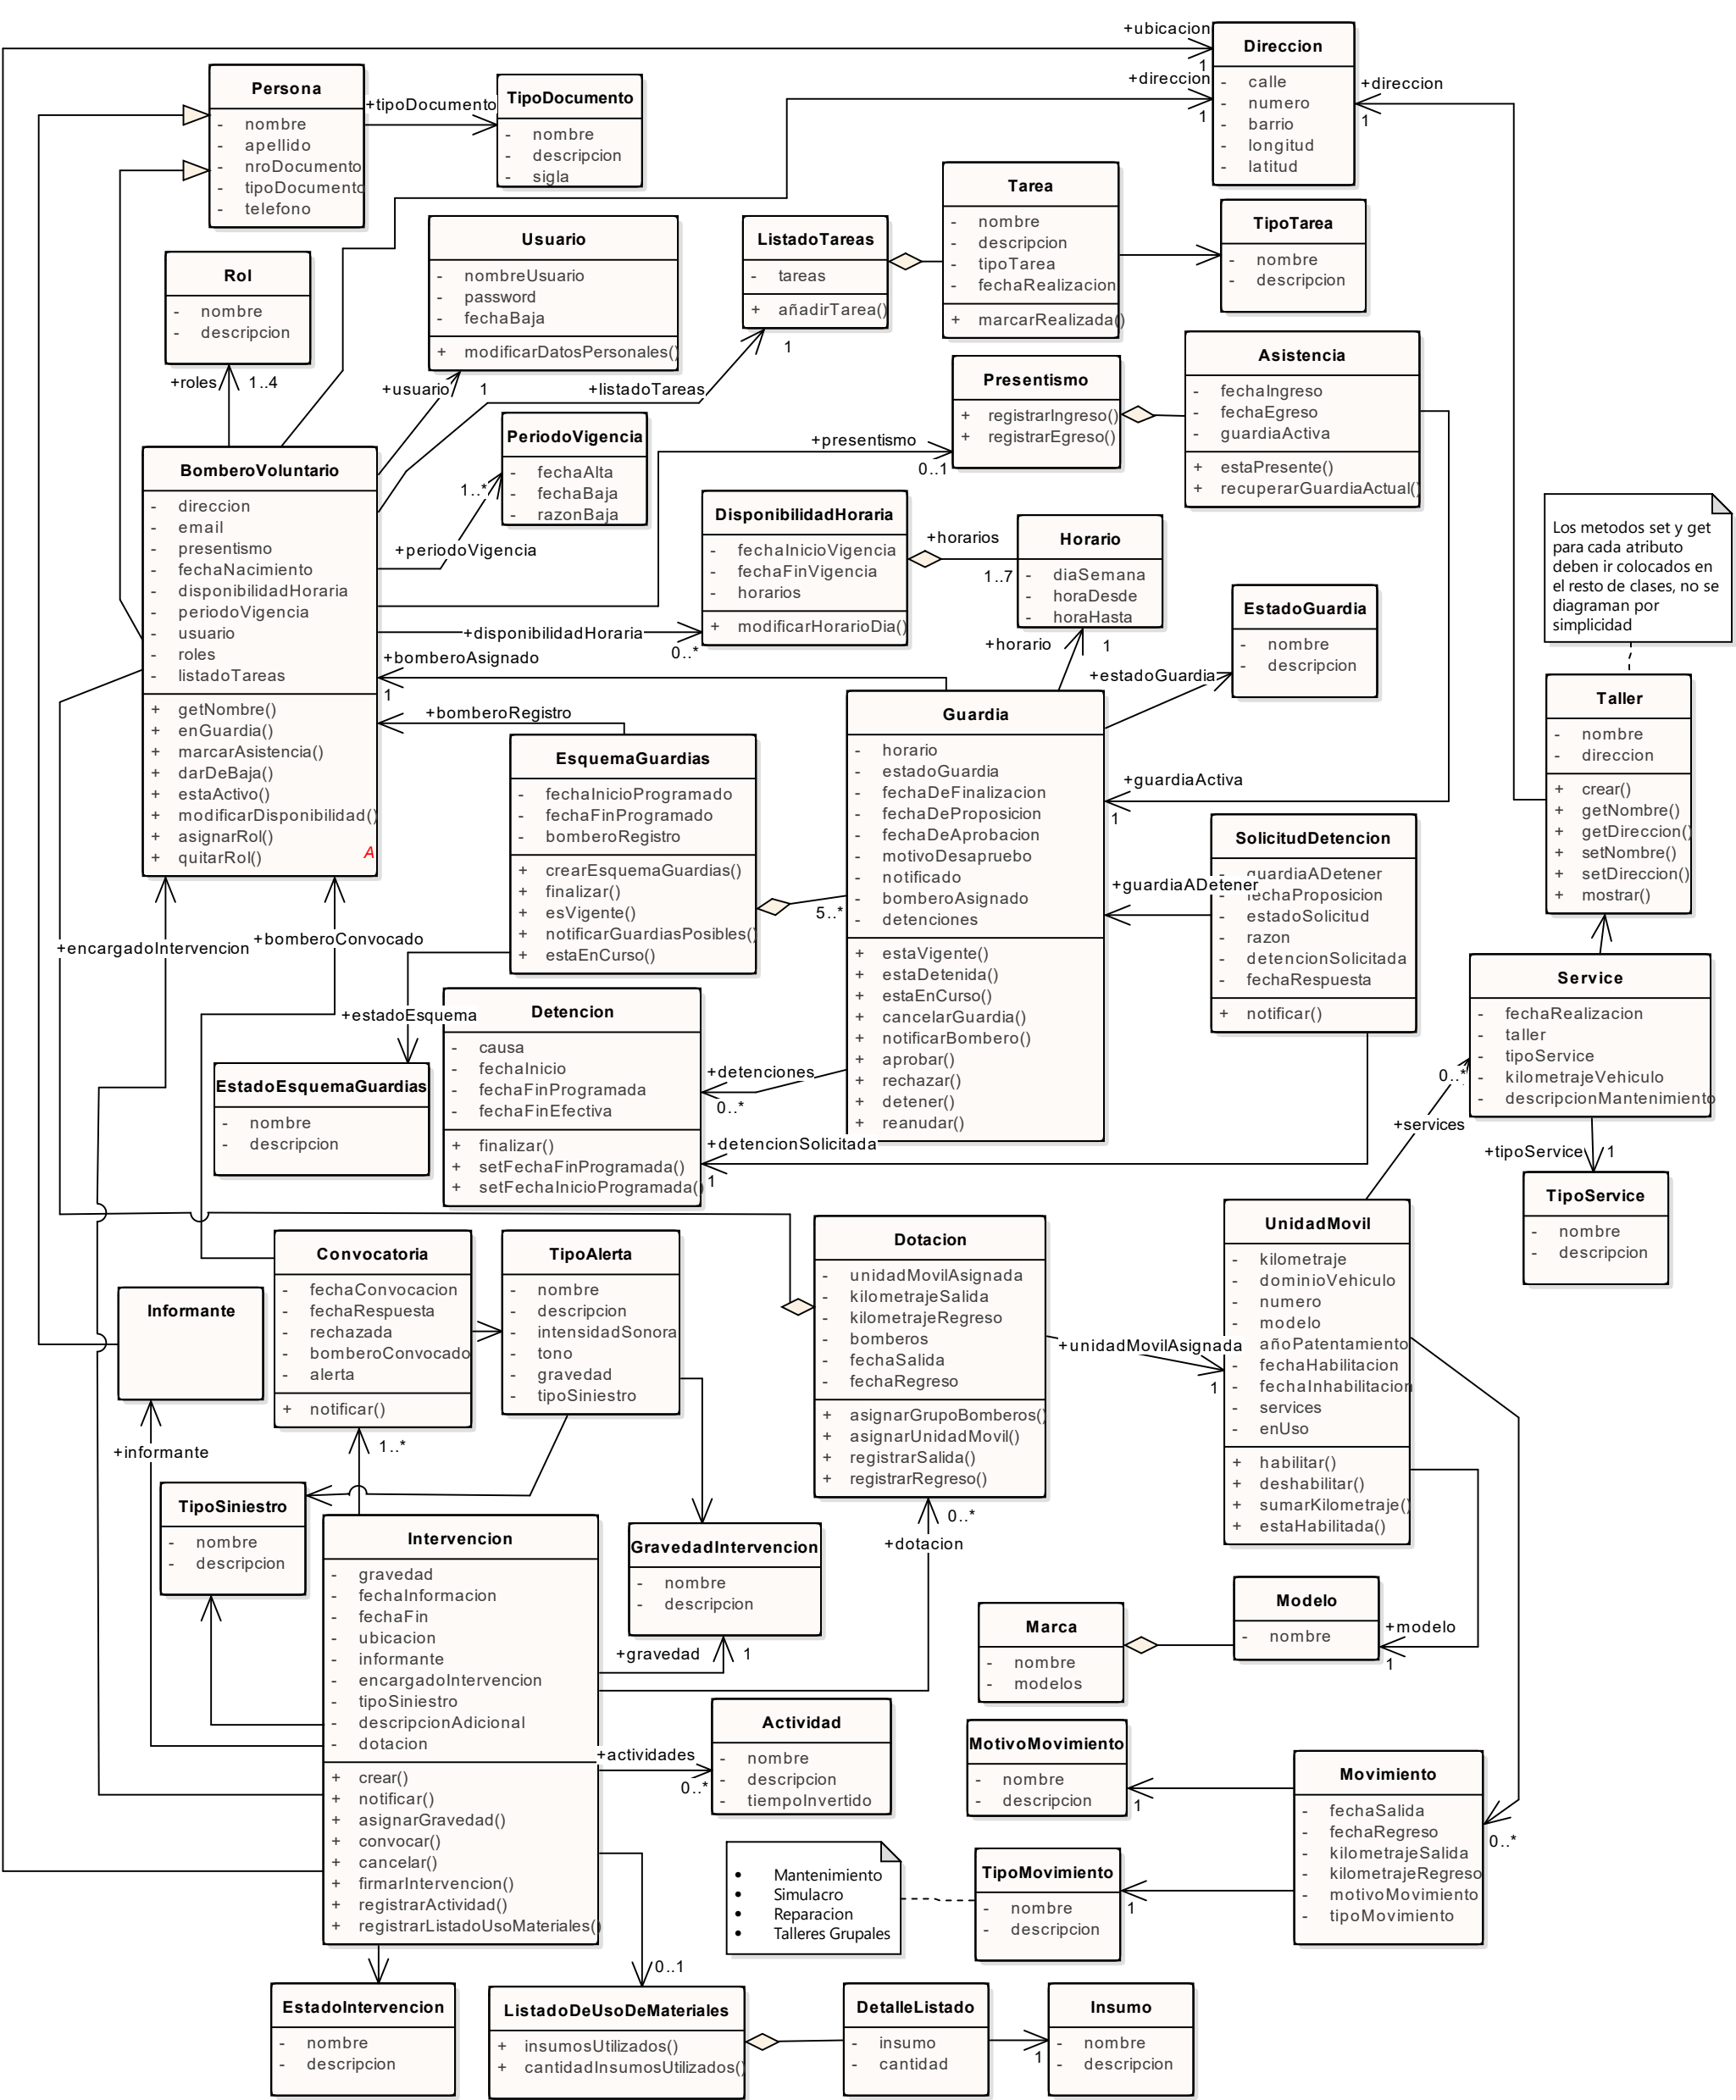 +ubicacion
1
Direccion
- calle
- numero
- barrio
- longitud
- latitud
+direccion
1
+direccion
1
Persona
- nombre
- apellido
- nroDocumento
- tipoDocumento
- telefono
+tipoDocumento
TipoDocumento
- nombre
- descripcion
- sigla
Tarea
- nombre
- descripcion
- tipoTarea
- fechaRealizacion
+ marcarRealizada()
TipoTarea
- nombre
- descripcion
Usuario
- nombreUsuario
- password
- fechaBaja
+ modificarDatosPersonales()
ListadoTareas
- tareas
+ añadirTarea()
1
Rol
- nombre
- descripcion
+roles 1..4
+usuario 1
+listadoTareas
Presentismo
+ registrarIngreso()
+ registrarEgreso()
Asistencia
- fechaIngreso
- fechaEgreso
- guardiaActiva
+ estaPresente()
+ recuperarGuardiaActual()
+presentismo
0..1
PeriodoVigencia
- fechaAlta
- fechaBaja
- razonBaja
1..*
+periodoVigencia
BomberoVoluntario
- direccion
- email
- presentismo
- fechaNacimiento
- disponibilidadHoraria
- periodoVigencia
- usuario
- roles
- listadoTareas
+ getNombre()
+ enGuardia()
+ marcarAsistencia()
+ darDeBaja()
+ estaActivo()
+ modificarDisponibilidad()
+ asignarRol()
+ quitarRol()
A
DisponibilidadHoraria
- fechaInicioVigencia
- fechaFinVigencia
- horarios
+ modificarHorarioDia()
+disponibilidadHoraria
0..*
+horarios
1..7
Horario
- diaSemana
- horaDesde
- horaHasta
+horario 1
EstadoGuardia
- nombre
- descripcion
+estadoGuardia
Los metodos set y get
para cada atributo
deben ir colocados en
el resto de clases, no se
diagraman por
simplicidad
+bomberoAsignado
1
+bomberoRegistro
EsquemaGuardias
- fechaInicioProgramado
- fechaFinProgramado
- bomberoRegistro
+ crearEsquemaGuardias()
+ finalizar()
+ esVigente()
+ notificarGuardiasPosibles()
+ estaEnCurso()
5..*
Guardia
- horario
- estadoGuardia
- fechaDeFinalizacion
- fechaDeProposicion
- fechaDeAprobacion
- motivoDesapruebo
- notificado
- bomberoAsignado
- detenciones
+ estaVigente()
+ estaDetenida()
+ estaEnCurso()
+ cancelarGuardia()
+ notificarBombero()
+ aprobar()
+ rechazar()
+ detener()
+ reanudar()
+guardiaActiva
1
Taller
- nombre
- direccion
+ crear()
+ getNombre()
+ getDireccion()
+ setNombre()
+ setDireccion()
+ mostrar()
SolicitudDetencion
- guardiaADetener
- fechaProposicion
- estadoSolicitud
- razon
- detencionSolicitada
- fechaRespuesta
+ notificar()
+guardiaADetener
+encargadoIntervencion
+bomberoConvocado
+estadoEsquema
EstadoEsquemaGuardias
- nombre
- descripcion
Detencion
- causa
- fechaInicio
- fechaFinProgramada
- fechaFinEfectiva
+ finalizar()
+ setFechaFinProgramada()
+ setFechaInicioProgramada()
+detenciones
0..*
+detencionSolicitada
1
Service
- fechaRealizacion
- taller
- tipoService
- kilometrajeVehiculo
- descripcionMantenimiento
0..*
+services
+tipoService 1
TipoService
- nombre
- descripcion
Convocatoria
- fechaConvocacion
- fechaRespuesta
- rechazada
- bomberoConvocado
- alerta
+ notificar()
1..*
TipoAlerta
- nombre
- descripcion
- intensidadSonora
- tono
- gravedad
- tipoSiniestro
Informante
+informante
Dotacion
- unidadMovilAsignada
- kilometrajeSalida
- kilometrajeRegreso
- bomberos
- fechaSalida
- fechaRegreso
+ asignarGrupoBomberos()
+ asignarUnidadMovil()
+ registrarSalida()
+ registrarRegreso()
0..*
+dotacion
+unidadMovilAsignada
1
UnidadMovil
- kilometraje
- dominioVehiculo
- numero
- modelo
- añoPatentamiento
- fechaHabilitacion
- fechaInhabilitacion
- services
- enUso
+ habilitar()
+ deshabilitar()
+ sumarKilometraje()
+ estaHabilitada()
TipoSiniestro
- nombre
- descripcion
Intervencion
- gravedad
- fechaInformacion
- fechaFin
- ubicacion
- informante
- encargadoIntervencion
- tipoSiniestro
- descripcionAdicional
- dotacion
+ crear()
+ notificar()
+ asignarGravedad()
+ convocar()
+ cancelar()
+ firmarIntervencion()
+ registrarActividad()
+ registrarListadoUsoMateriales()
GravedadIntervencion
- nombre
- descripcion
+gravedad 1
Marca
- nombre
- modelos
Modelo
- nombre
+modelo
1
Actividad
- nombre
- descripcion
- tiempoInvertido
+actividades
0..*
MotivoMovimiento
- nombre
- descripcion
1
Movimiento
- fechaSalida
- fechaRegreso
- kilometrajeSalida
- kilometrajeRegreso
- motivoMovimiento
- tipoMovimiento
0..*
• Mantenimiento
• Simulacro
• Reparacion
• Talleres Grupales
TipoMovimiento
- nombre
- descripcion
1
0..1
EstadoIntervencion
- nombre
- descripcion
ListadoDeUsoDeMateriales
+ insumosUtilizados()
+ cantidadInsumosUtilizados()
DetalleListado
- insumo
- cantidad
1
Insumo
- nombre
- descripcion